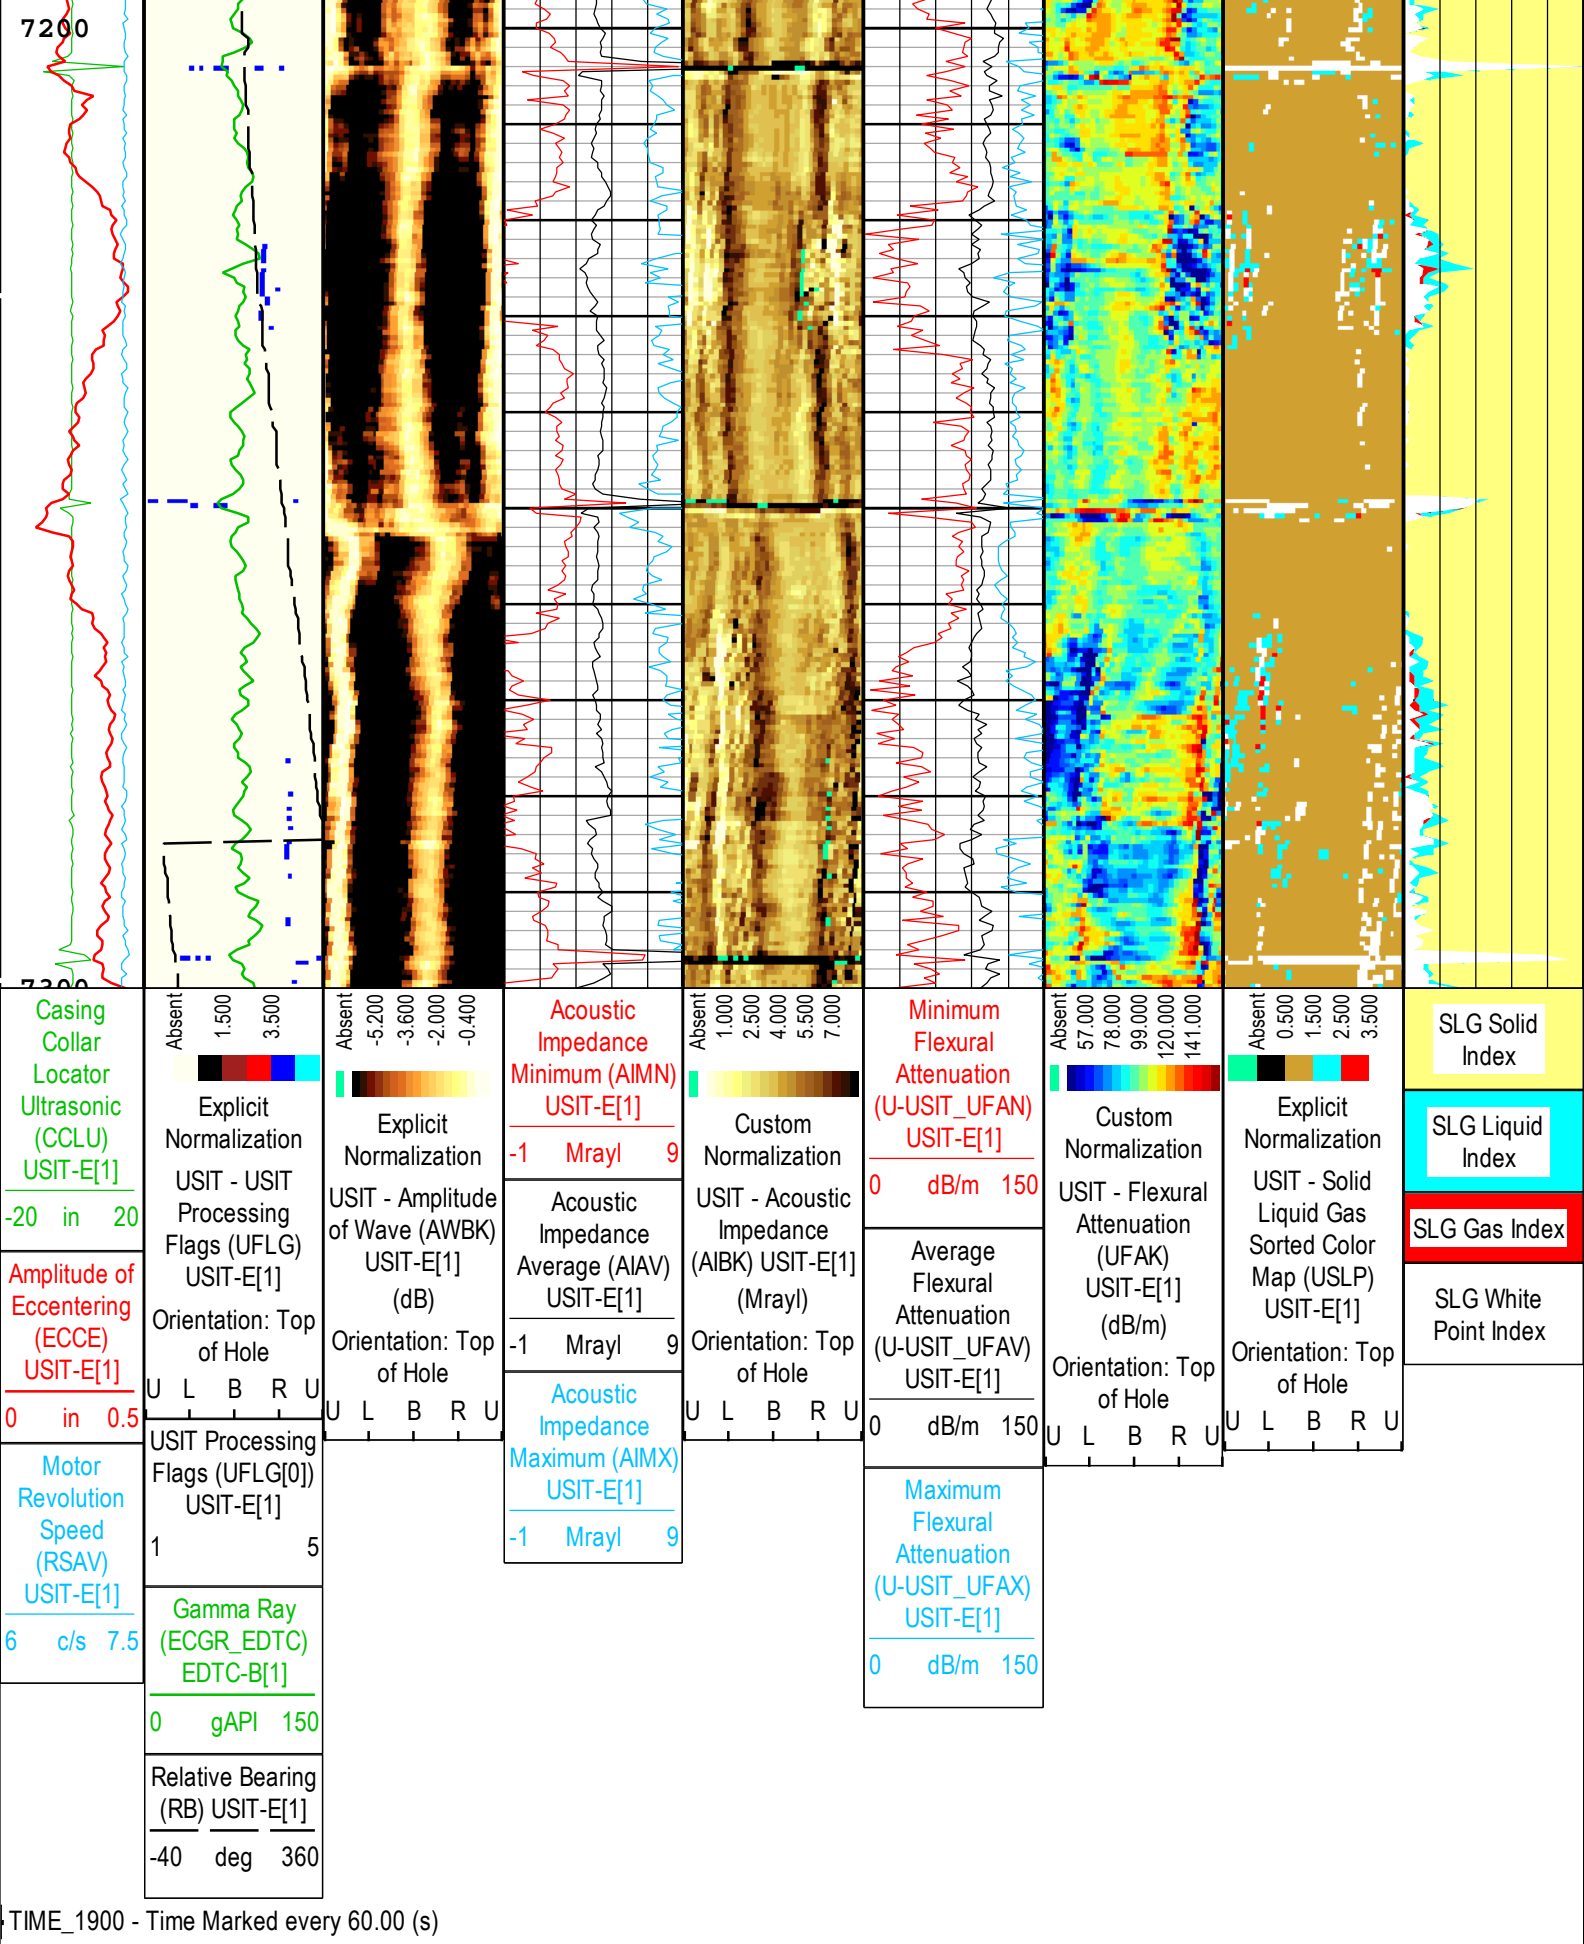 7200
7300
Casing
Collar
Locator
Ultrasonic
(CCLU)
USIT-E[1]
-20 in 20
Amplitude of
Eccentering
(ECCE)
USIT-E[1]
0 in 0.5
Motor
Revolution
Speed
(RSAV)
USIT-E[1]
6 c/s 7.5
Absent 1.500 3.500
Explicit
Normalization
USIT - USIT
Processing
Flags (UFLG)
USIT-E[1]
Orientation: Top
of Hole
U L B R U
USIT Processing
Flags (UFLG[0])
USIT-E[1]
1 5
Gamma Ray
(ECGR_EDTC)
EDTC-B[1]
0 gAPI 150
Relative Bearing
(RB) USIT-E[1]
-40 deg 360
Absent -5.200 -3.600 -2.000 -0.400
Explicit
Normalization
USIT - Amplitude
of Wave (AWBK)
USIT-E[1]
(dB)
Orientation: Top
of Hole
U L B R U
Acoustic
Impedance
Minimum (AIMN)
USIT-E[1]
-1 Mrayl 9
Acoustic
Impedance
Average (AIAV)
USIT-E[1]
-1 Mrayl 9
Acoustic
Impedance
Maximum (AIMX)
USIT-E[1]
-1 Mrayl 9
Absent 1.000 2.500 4.000 5.500 7.000
Custom
Normalization
USIT - Acoustic
Impedance
(AIBK) USIT-E[1]
(Mrayl)
Orientation: Top
of Hole
U L B R U
Minimum
Flexural
Attenuation
(U-USIT_UFAN)
USIT-E[1]
0 dB/m 150
Average
Flexural
Attenuation
(U-USIT_UFAV)
USIT-E[1]
0 dB/m 150
Maximum
Flexural
Attenuation
(U-USIT_UFAX)
USIT-E[1]
0 dB/m 150
Absent 57.000 78.000 99.000 120.000 141.000
Custom
Normalization
USIT - Flexural
Attenuation
(UFAK)
USIT-E[1]
(dB/m)
Orientation: Top
of Hole
U L B R U
Absent 0.500 1.500 2.500 3.500
Explicit
Normalization
USIT - Solid
Liquid Gas
Sorted Color
Map (USLP)
USIT-E[1]
Orientation: Top
of Hole
U L B R U
SLG Solid
Index
SLG Liquid
Index
SLG Gas Index
SLG White
Point Index
TIME_1900 - Time Marked every 60.00 (s)